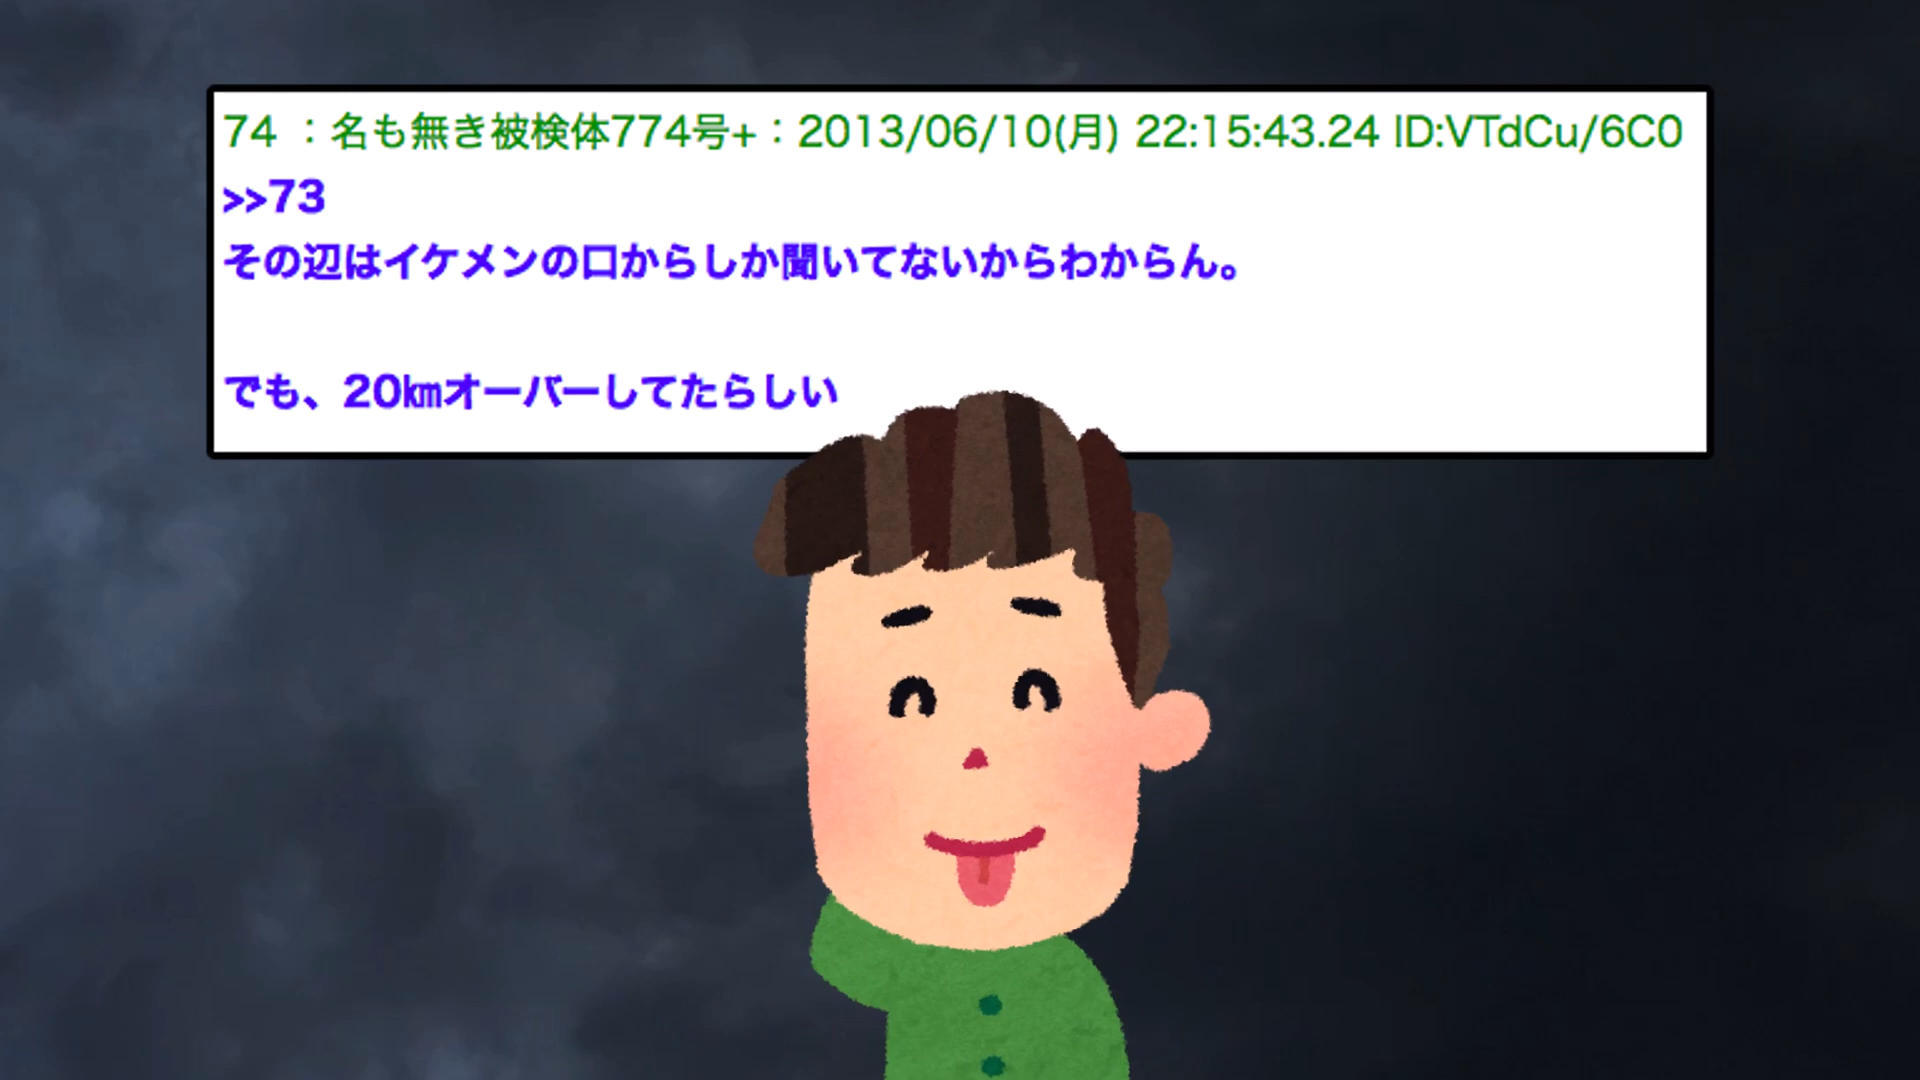 74 ：名も無き被検体774号+：2013/06/10(月) 22:15:43.24 ID:VTdCu/6C0
>>73
その辺はイケメンの口からしか聞いてないからわからん。
でも、20㎞オーバーしてたらしい